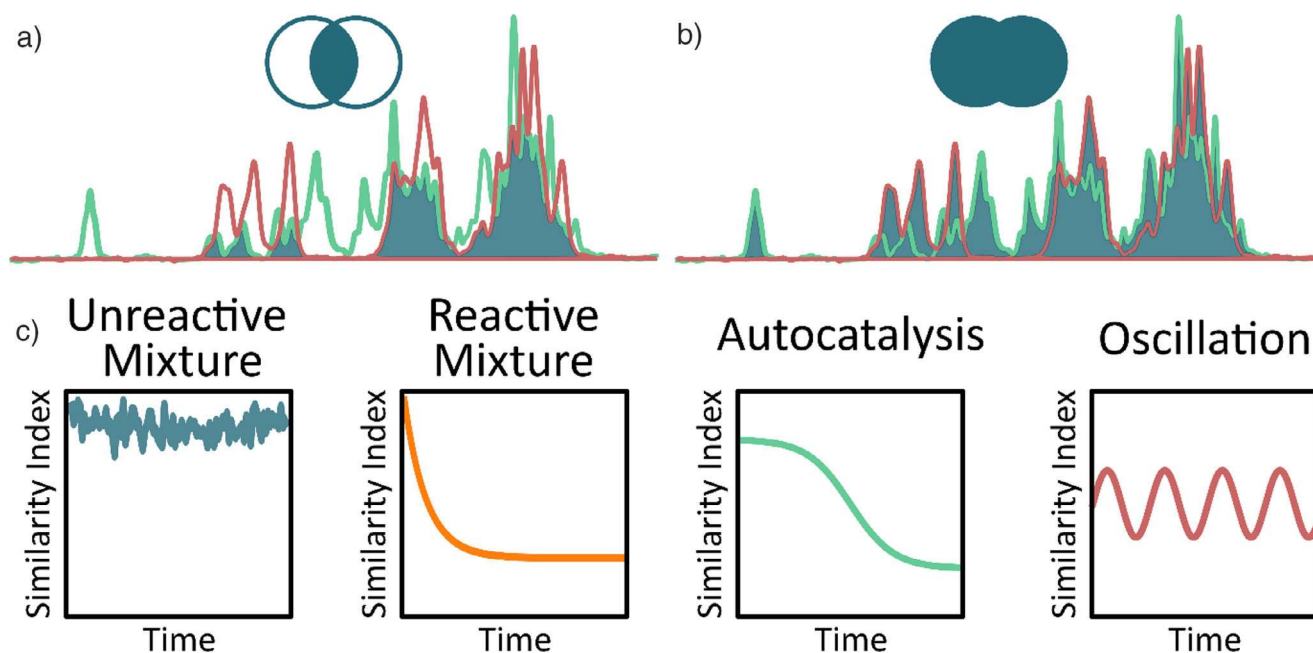 a)
b)
c)
Unreactive
Mixture
Similarity Index
Time
Reactive
Mixture
Similarity Index
Time
Autocatalysis
Similarity Index
Time
Oscillation
Similarity Index
Time